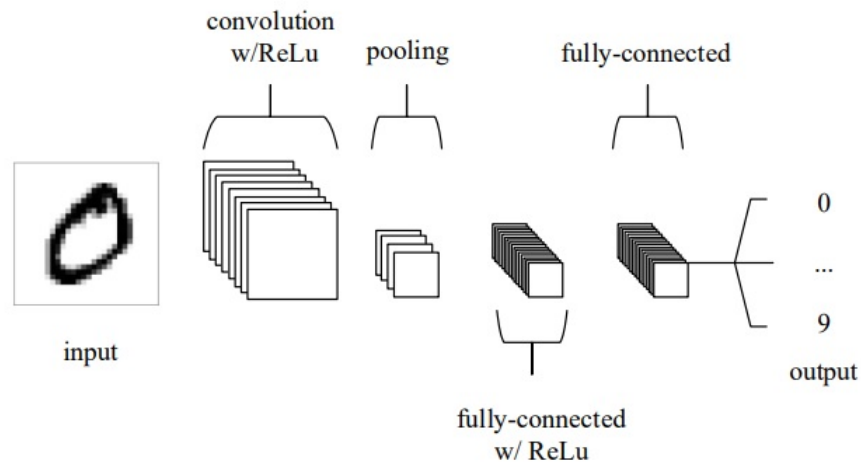 convolution
w/ReLu
pooling
fully-connected
0
...
9
input
output
fully-connected
w/ ReLu